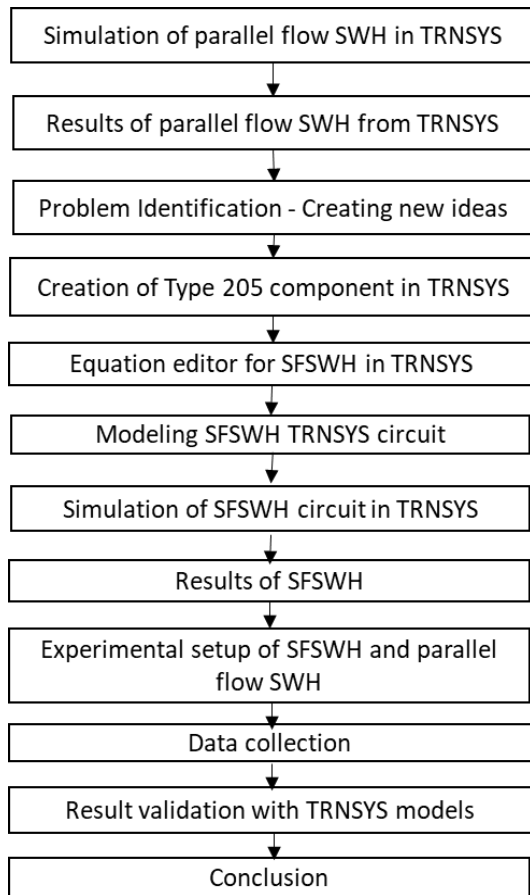 Simulation of parallel flow SWH in TRNSYS
Results of parallel flow SWH from TRNSYS
Problem Identification - Creating new ideas
Creation of Type 205 component in TRNSYS
Equation editor for SFSWH in TRNSYS
Modeling SFSWH TRNSYS circuit
Simulation of SFSWH circuit in TRNSYS
Results of SFSWH
Experimental setup of SFSWH and parallel
flow SWH
Data collection
Result validation with TRNSYS models
Conclusion